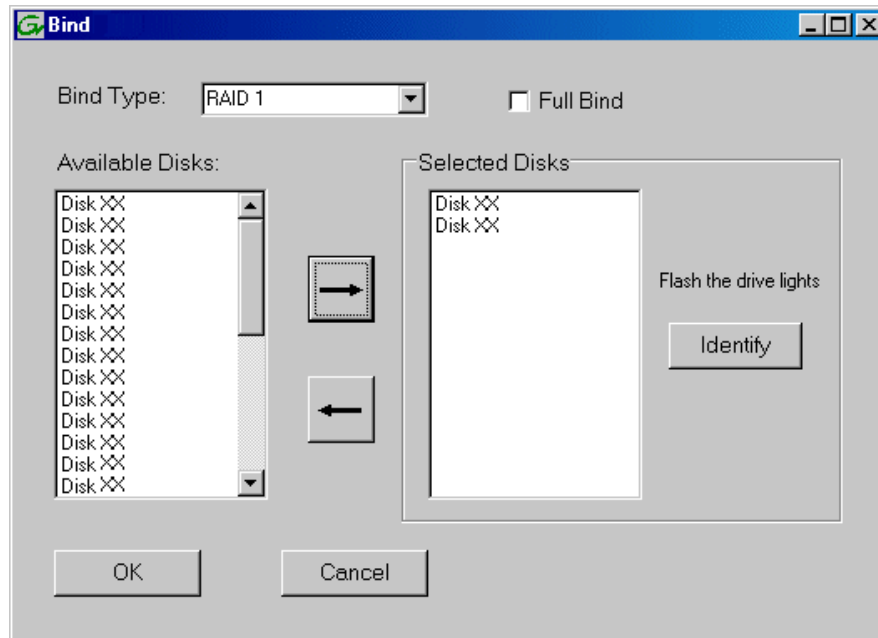 Bind
Bind Type: RAID 1 Full Bind
Available Disks:
Disk XX
Disk XX
Disk XX
Disk XX
Disk XX
Disk XX
Disk XX
Disk XX
Disk XX
Disk XX
Disk XX
Disk XX
Disk XX
Disk XX
Selected Disks
Disk XX
Disk XX
Flash the drive lights
Identify
OK Cancel